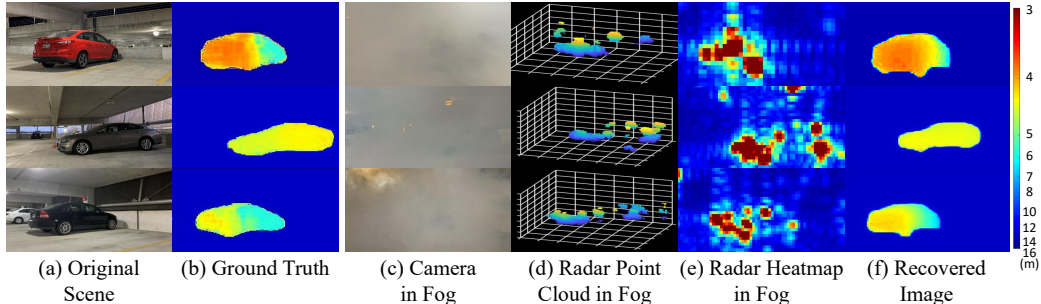 3
4
5
6
7
8
10
12
14
16
(m)
(a) Original
Scene
(b) Ground Truth
(c) Camera
in Fog
(d) Radar Point
Cloud in Fog
(e) Radar Heatmap
in Fog
(f) Recovered
Image